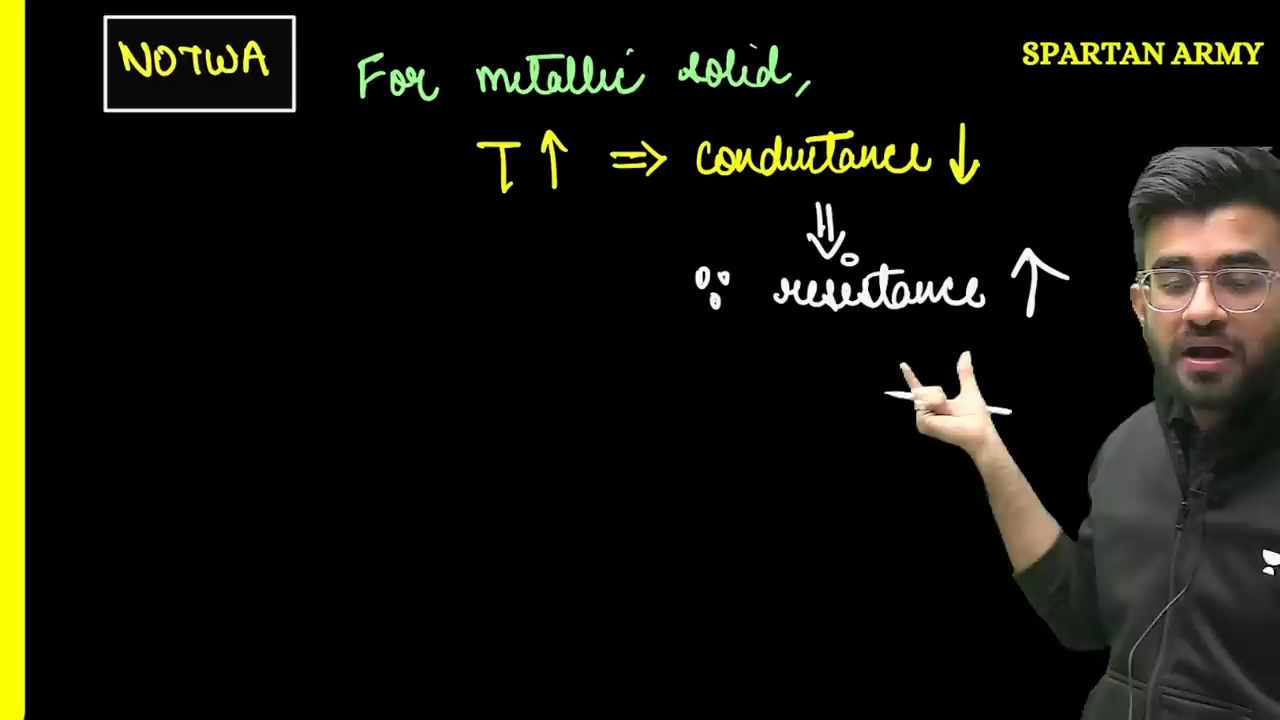 NOTWA
SPARTAN ARMY
For metallic solid,
T ↑ ⇒ conductance ↓
⇓
∵ resistance ↑